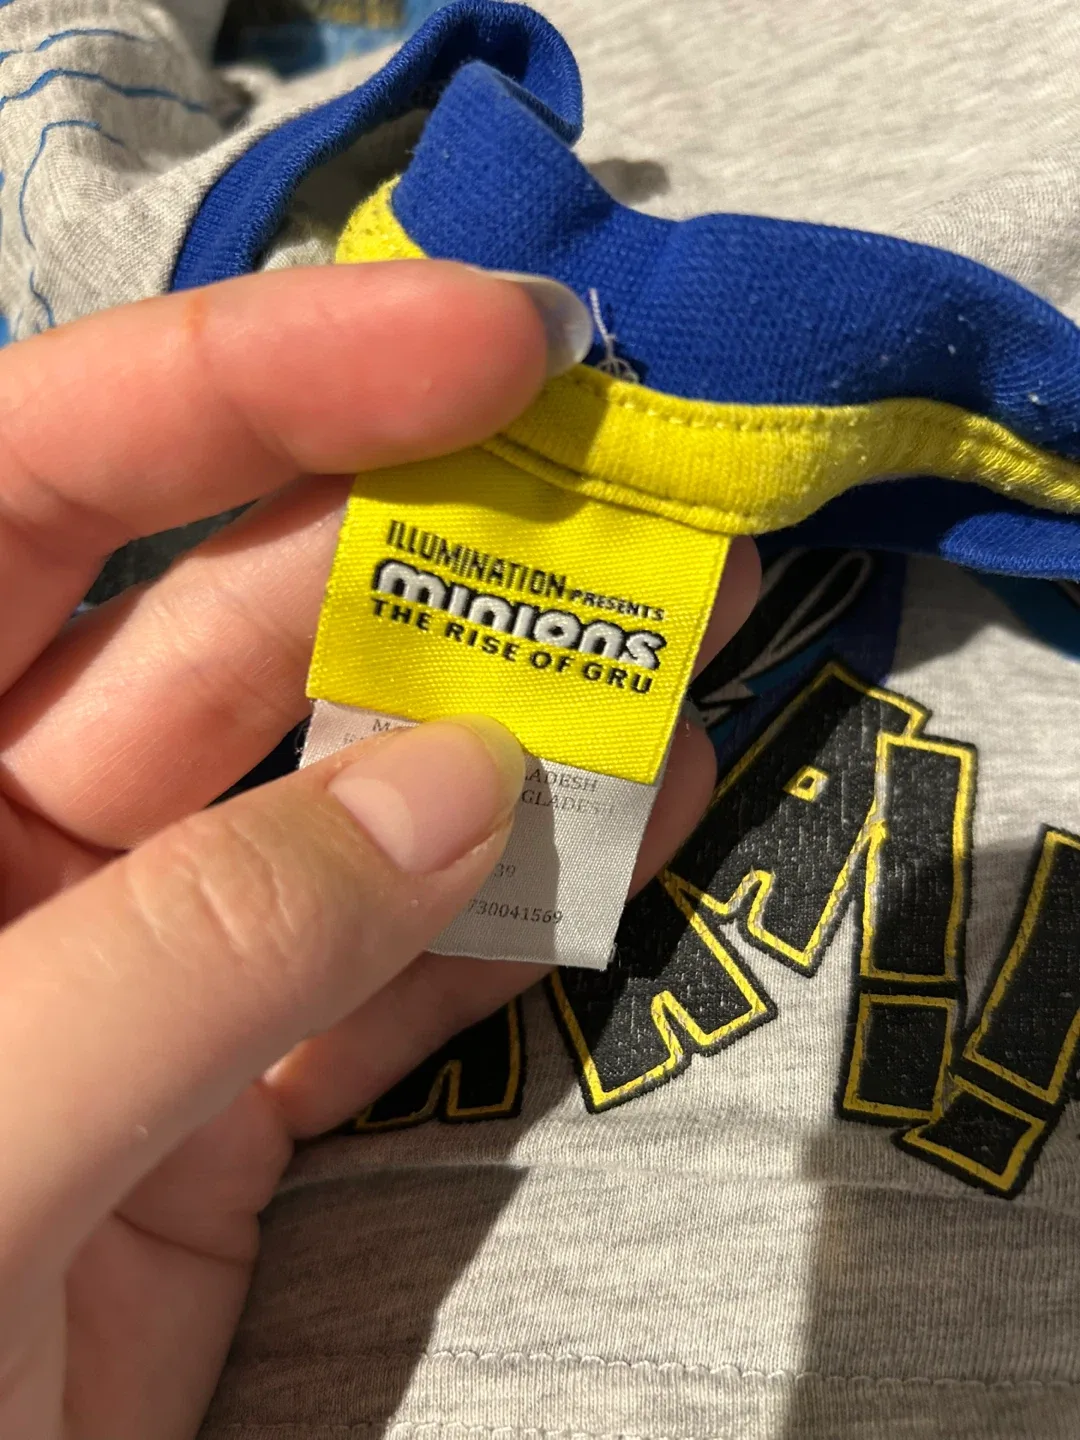 ILLUMINATION PRESENTS
minions
THE RISE OF GRU
ADESH
GLADESH
39
730041569
A!!